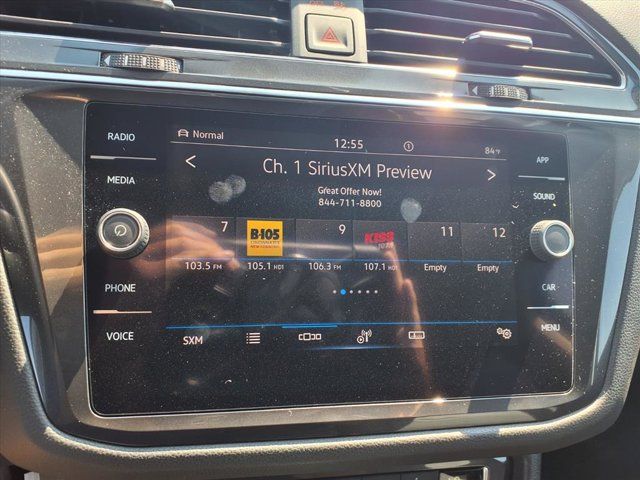 RADIO
MEDIA
PHONE
VOICE
Normal
12:55
84°F
Ch. 1 SiriusXM Preview
Great Offer Now!
844-711-8800
7
B-105
9
KISS
11
12
103.5 FM
105.1 HD1
106.3 FM
107.1 HD1
Empty
Empty
SXM
APP
SOUND
CAR
MENU